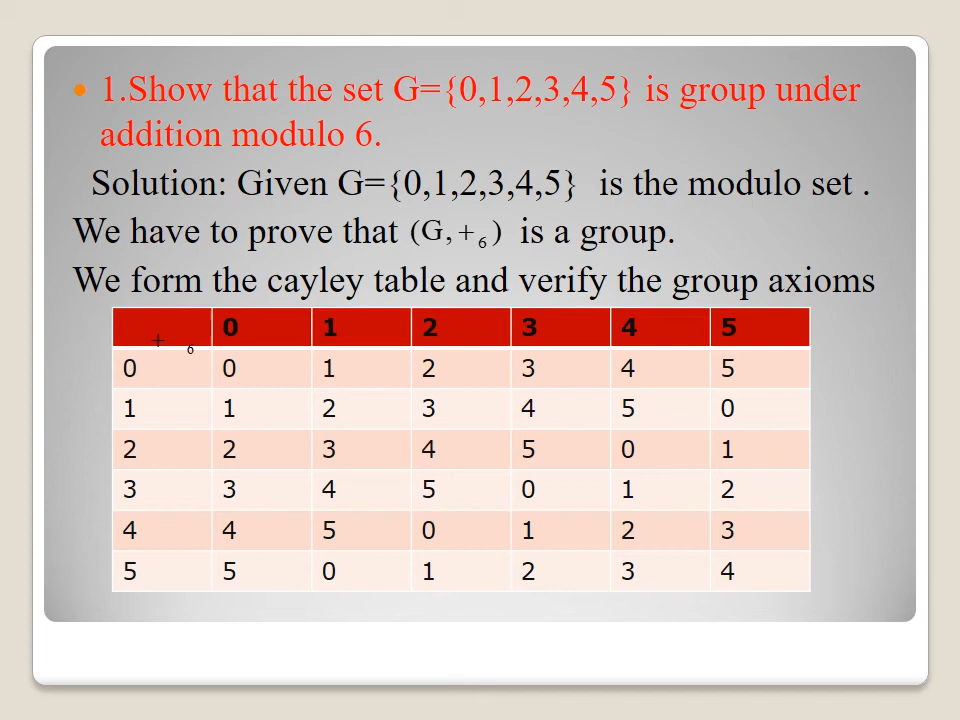 1.Show that the set G={0,1,2,3,4,5} is group under
addition modulo 6.
Solution: Given G={0,1,2,3,4,5} is the modulo set .
We have to prove that (G,+₆) is a group.
We form the cayley table and verify the group axioms
+₆ 0 1 2 3 4 5
0 0 1 2 3 4 5
1 1 2 3 4 5 0
2 2 3 4 5 0 1
3 3 4 5 0 1 2
4 4 5 0 1 2 3
5 5 0 1 2 3 4